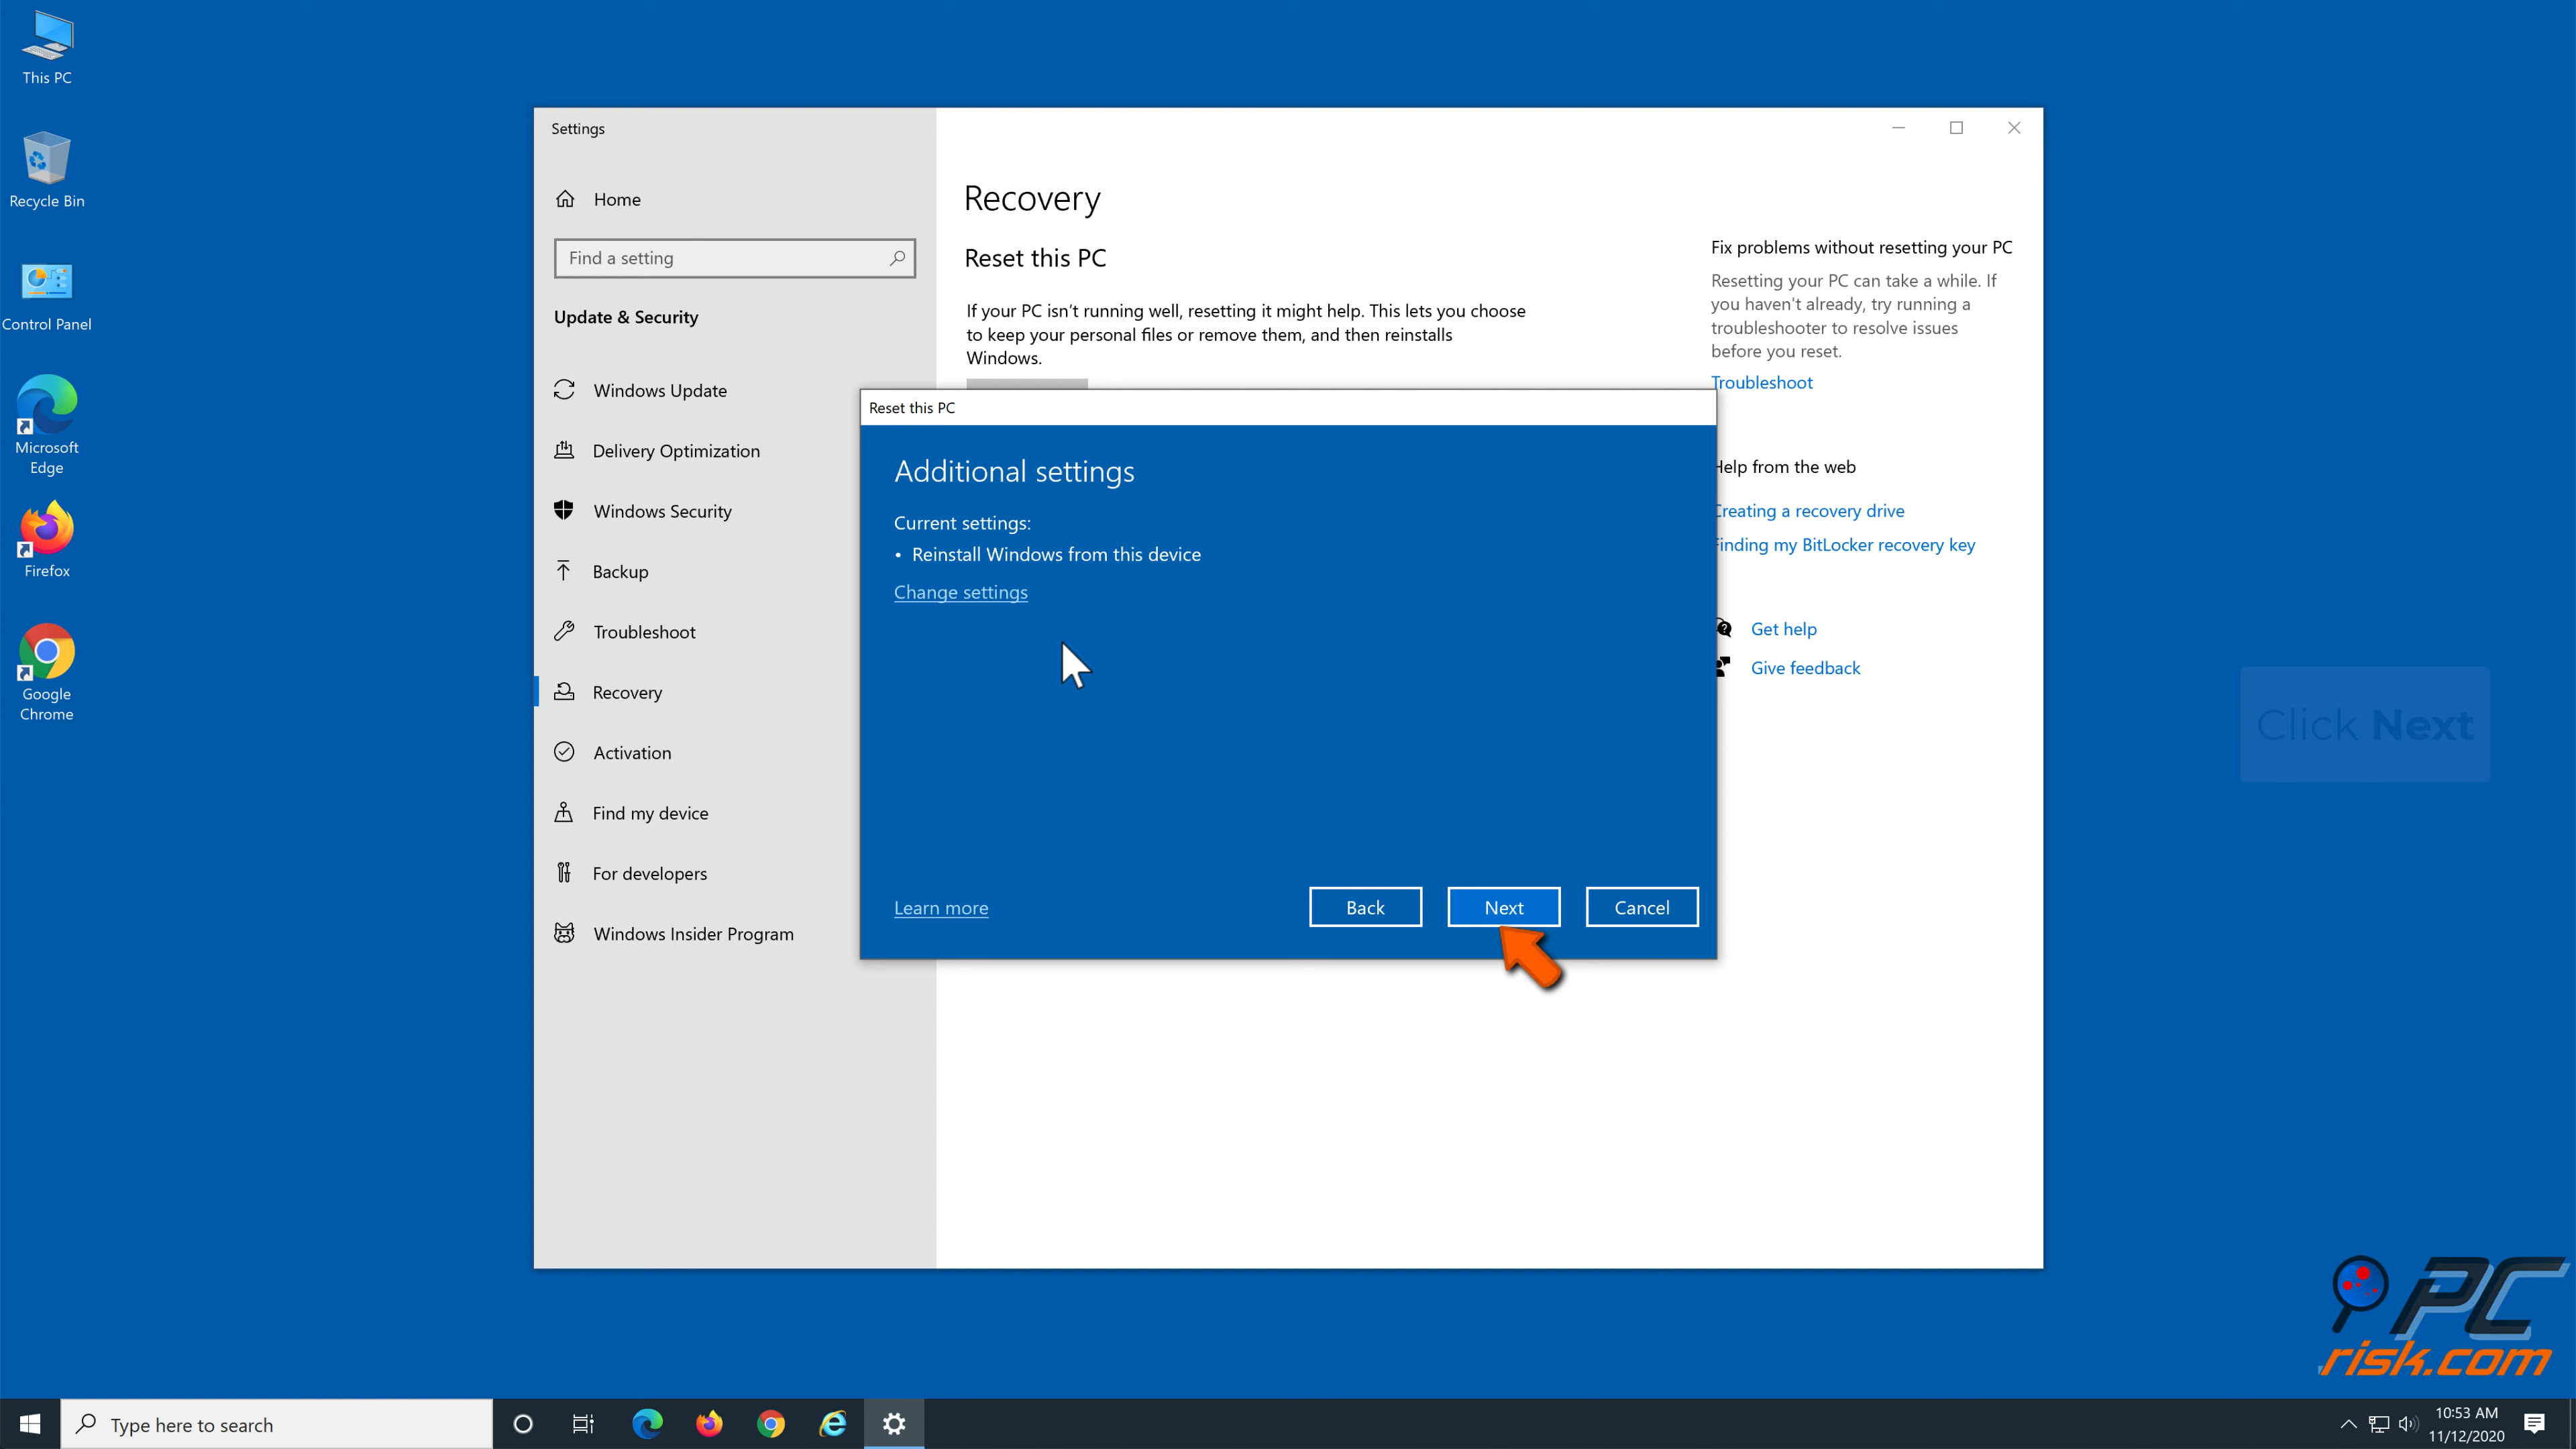 This PC
Recycle Bin
Control Panel
Microsoft
Edge
Firefox
Google
Chrome
Settings
Home
Find a setting
Update & Security
Windows Update
Delivery Optimization
Windows Security
Backup
Troubleshoot
Recovery
Activation
Find my device
For developers
Windows Insider Program
Recovery
Reset this PC
If your PC isn't running well, resetting it might help. This lets you choose
to keep your personal files or remove them, and then reinstalls
Windows.
Fix problems without resetting your PC
Resetting your PC can take a while. If
you haven't already, try running a
troubleshooter to resolve issues
before you reset.
Troubleshoot
Help from the web
Creating a recovery drive
Finding my BitLocker recovery key
Get help
Give feedback
Reset this PC
Additional settings
Current settings:
• Reinstall Windows from this device
Change settings
Learn more
Back
Next
Cancel
Click Next
PC
risk.com
Type here to search
10:53 AM
11/12/2020